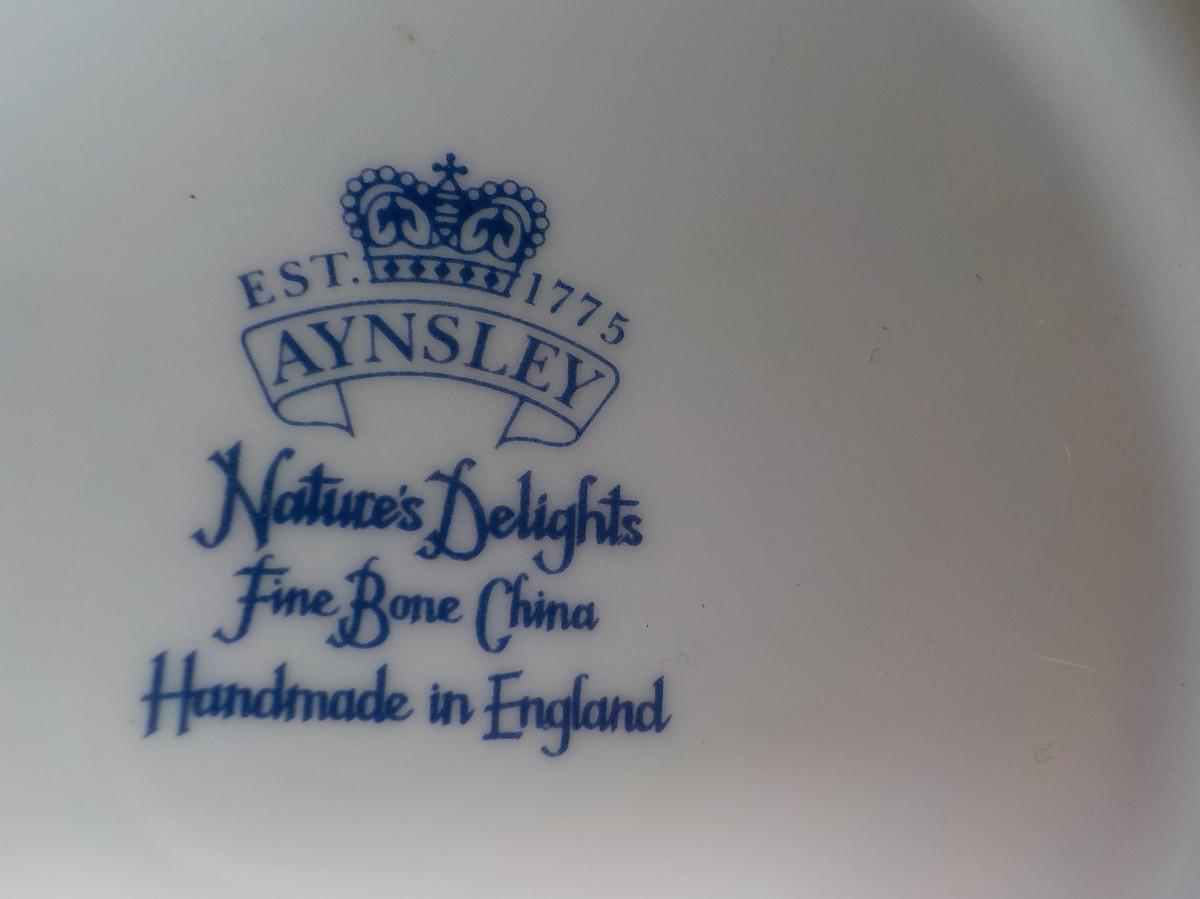 EST. 1775
AYNSLEY
Nature's Delights
Fine Bone China
Handmade in England